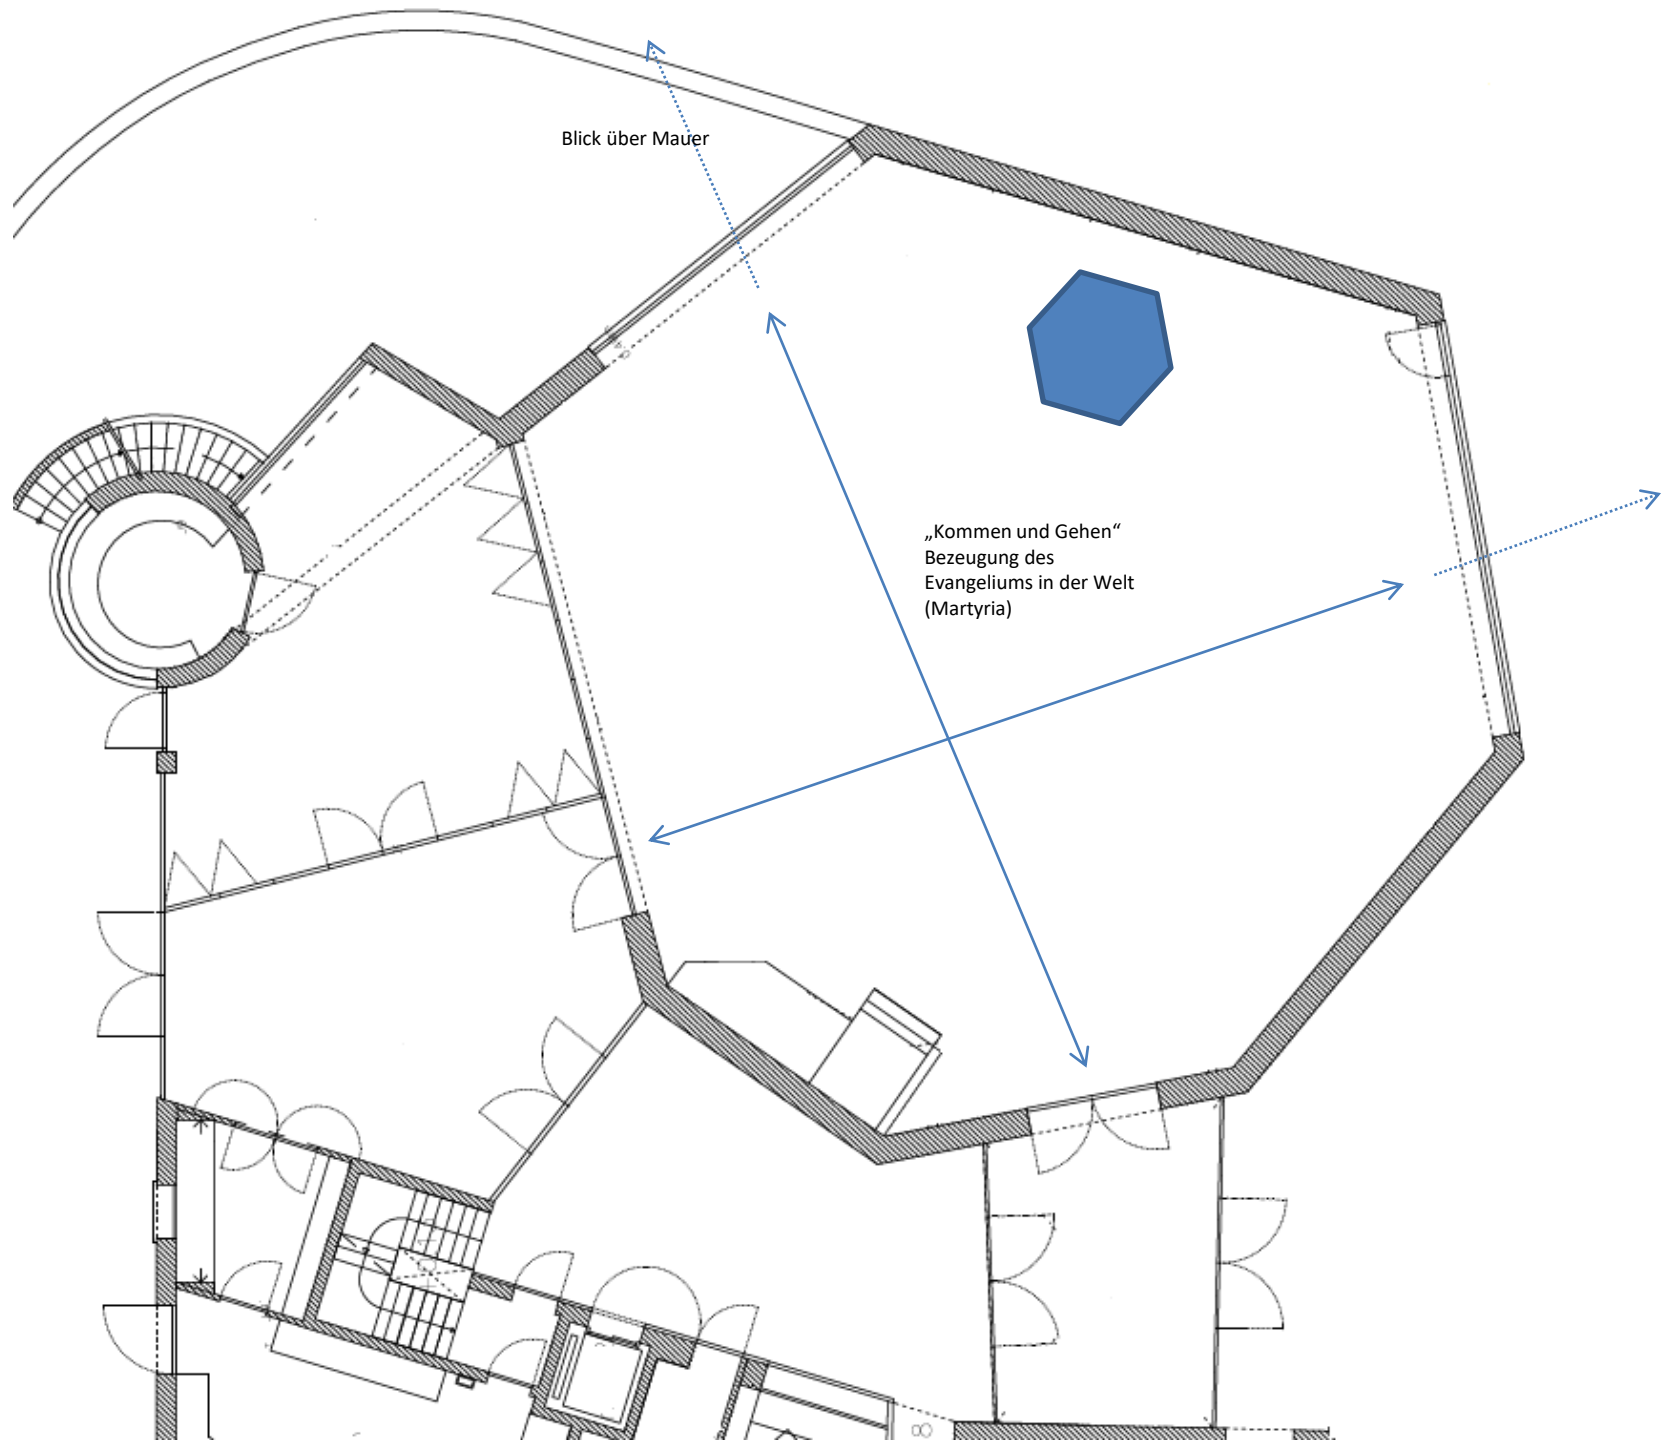 Blick über Mauer
„Kommen und Gehen“
Bezeugung des
Evangeliums in der Welt
(Martyria)